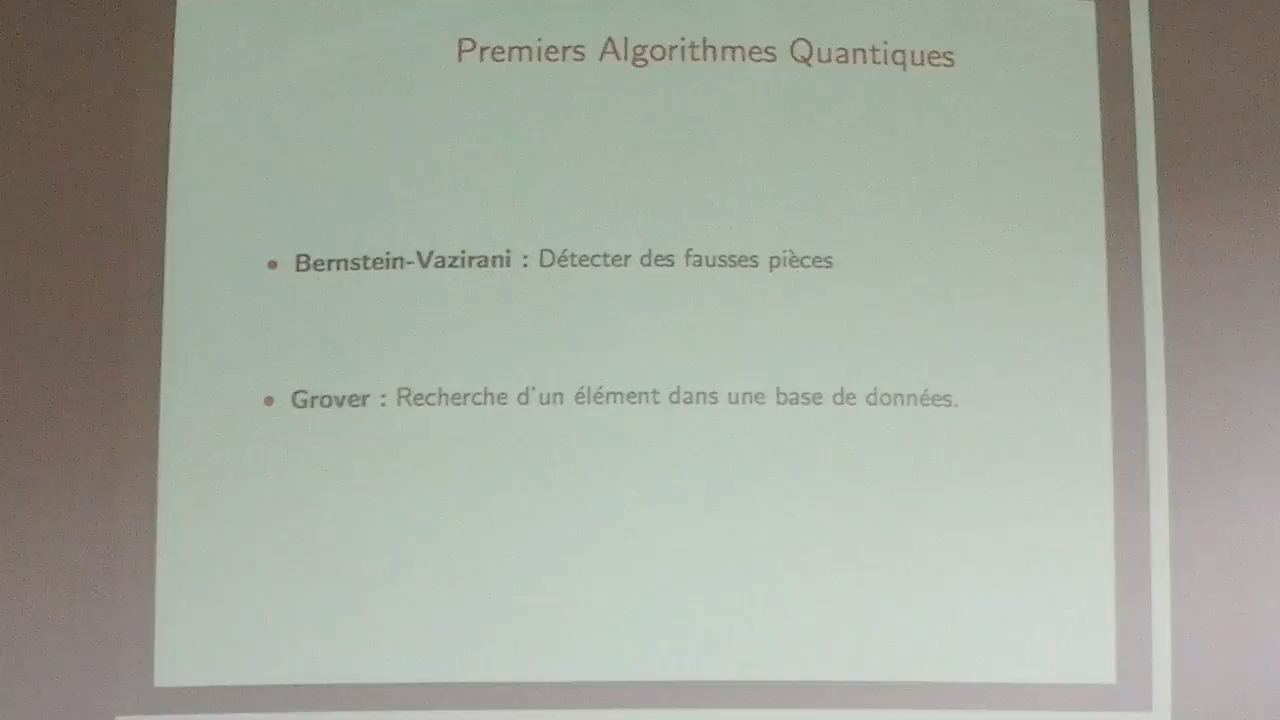 Premiers Algorithmes Quantiques
• Bernstein-Vazirani : Détecter des fausses pièces
• Grover : Recherche d'un élément dans une base de données.